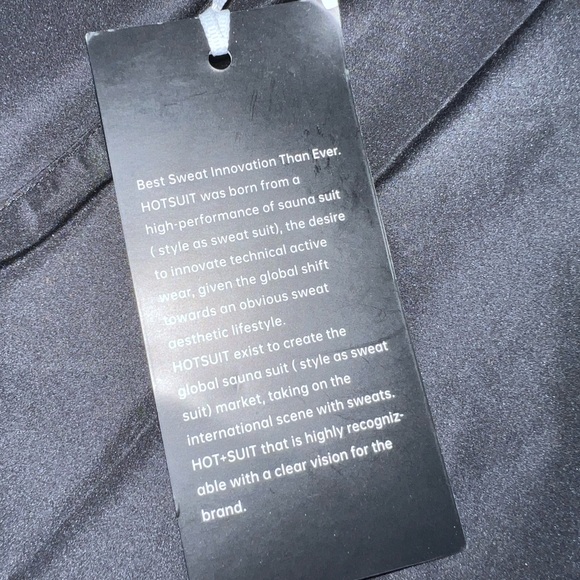 Best Sweat Innovation Than Ever.
HOTSUIT was born from a
high-performance of sauna suit
( style as sweat suit), the desire
to innovate technical active
wear, given the global shift
towards an obvious sweat
aesthetic lifestyle.
HOTSUIT exist to create the
global sauna suit ( style as sweat
suit) market, taking on the
international scene with sweats.
HOT+SUIT that is highly recogniz-
able with a clear vision for the
brand.